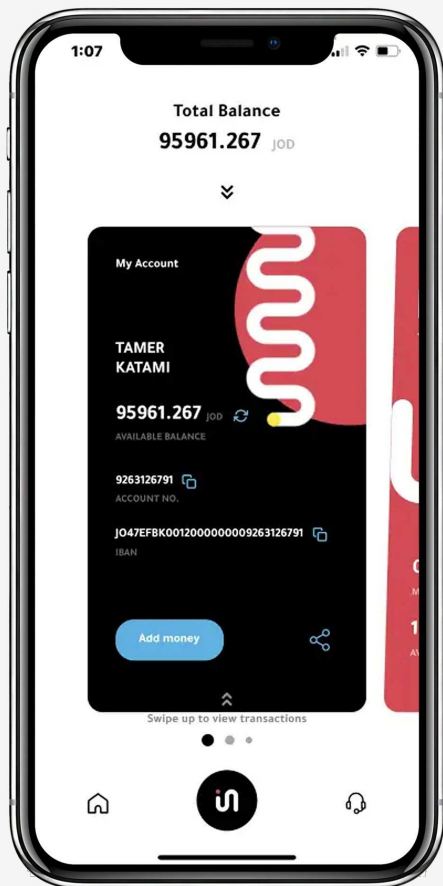 1:07
Total Balance
95961.267 JOD
My Account
TAMER
KATAMI
95961.267 JOD
AVAILABLE BALANCE
9263126791
ACCOUNT NO.
JO47EFBK0012000000009263126791
IBAN
Add money
Swipe up to view transactions
in